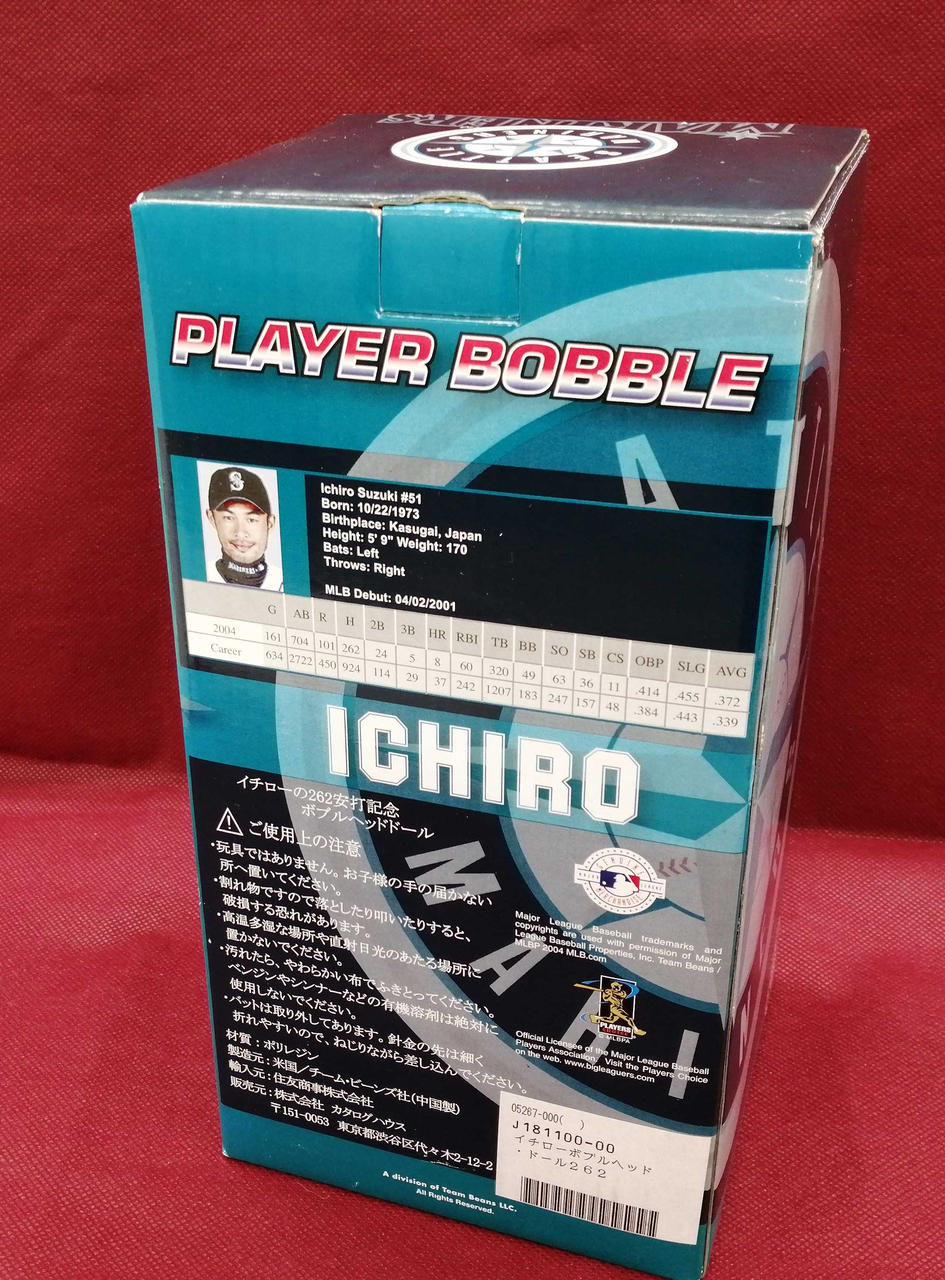 MARINERS
SEATTLE MARINERS
PLAYER BOBBLE
S
MARINERS
Ichiro Suzuki #51
Born: 10/22/1973
Birthplace: Kasugai, Japan
Height: 5' 9" Weight: 170
Bats: Left
Throws: Right
MLB Debut: 04/02/2001
G AB R H 2B 3B HR RBI TB BB SO SB CS OBP SLG AVG
2004 161 704 101 262 24 5 8 60 320 49 63 36 11 .414 .455 .372
Career 634 2722 450 924 114 29 37 242 1207 183 247 157 48 .384 .443 .339
ICHIRO
イチローの262安打記念
ボブルヘッドドール
ご使用上の注意
・玩具ではありません。お子様の手の届かない
所へ置いてください。
・割れ物ですので落としたり叩いたりすると、
破損する恐れがあります。
・高温多湿な場所や直射日光のあたる場所に
置かないでください。
・汚れたら、やわらかい布でふきとってください。
ベンジンやシンナーなどの有機溶剤は絶対に
使用しないでください。
・バットは取り外してあります。針金の先は細く
折れやすいので、ねじりながら差し込んでください。
材質：ポリレジン
製造元：米国／チーム・ビーンズ社(中国製)
輸入元：住友商事株式会社
販売元：株式会社 カタログハウス
〒151-0053 東京都渋谷区代々木2-12-2
GENUINE
MAJOR LEAGUE
MERCHANDISE
Major League Baseball trademarks and
copyrights are used with permission of Major
League Baseball Properties, Inc. Team Beans /
MLBP 2004 MLB.com
PLAYERS
CHOICE
© MLBPA
Official Licensee of the Major League Baseball
Players Association. Visit the Players Choice
on the web. www.bigleaguers.com
A division of Team Beans LLC.
All Rights Reserved.
05267-000( )
J181100-00
イチローボブルヘッド
・ドール262